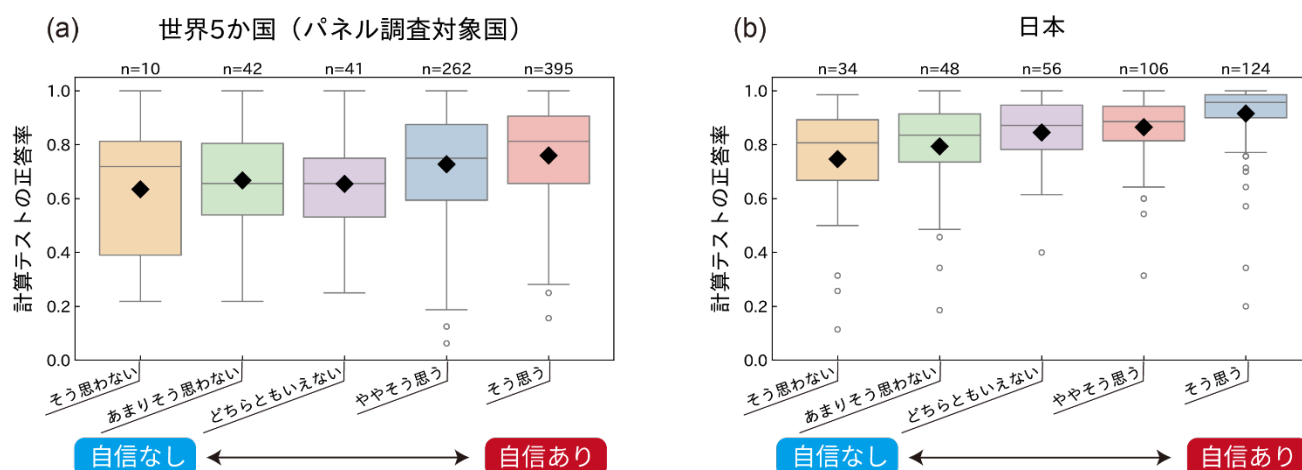 (a) 世界5か国（パネル調査対象国）
n=10 n=42 n=41 n=262 n=395
計算テストの正答率
1.0
0.8
0.6
0.4
0.2
0.0
そう思わない
あまりそう思わない
どちらともいえない
ややそう思う
そう思う
自信なし
自信あり
(b) 日本
n=34 n=48 n=56 n=106 n=124
計算テストの正答率
1.0
0.8
0.6
0.4
0.2
0.0
そう思わない
あまりそう思わない
どちらともいえない
ややそう思う
そう思う
自信なし
自信あり